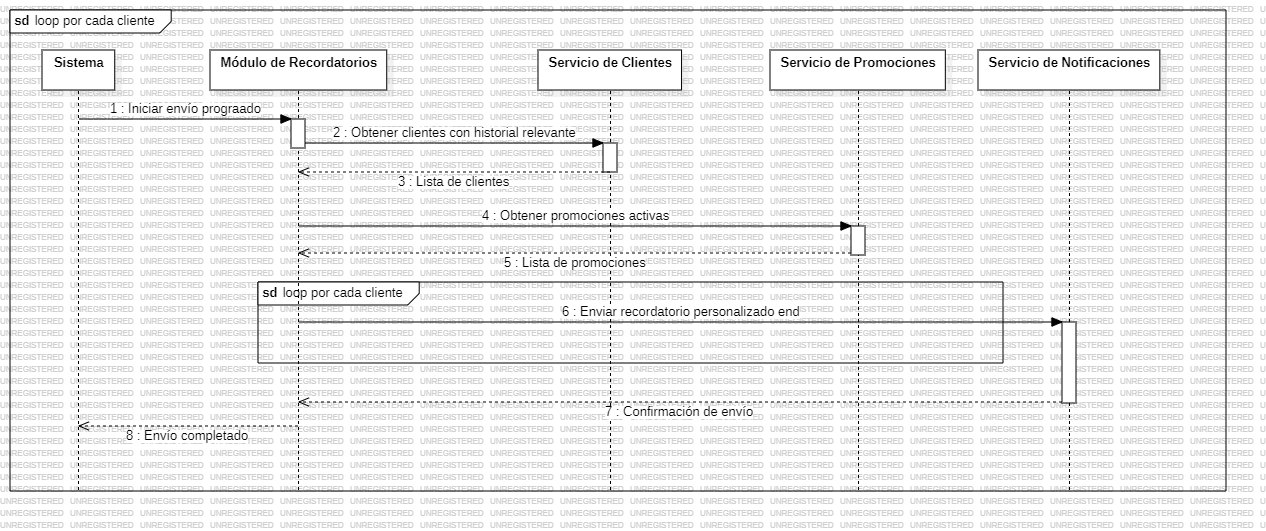 sd loop por cada cliente
Sistema
Módulo de Recordatorios
Servicio de Clientes
Servicio de Promociones
Servicio de Notificaciones
1 : Iniciar envío prograado
2 : Obtener clientes con historial relevante
3 : Lista de clientes
4 : Obtener promociones activas
5 : Lista de promociones
sd loop por cada cliente
6 : Enviar recordatorio personalizado end
7 : Confirmación de envío
8 : Envío completado
UNREGISTERED